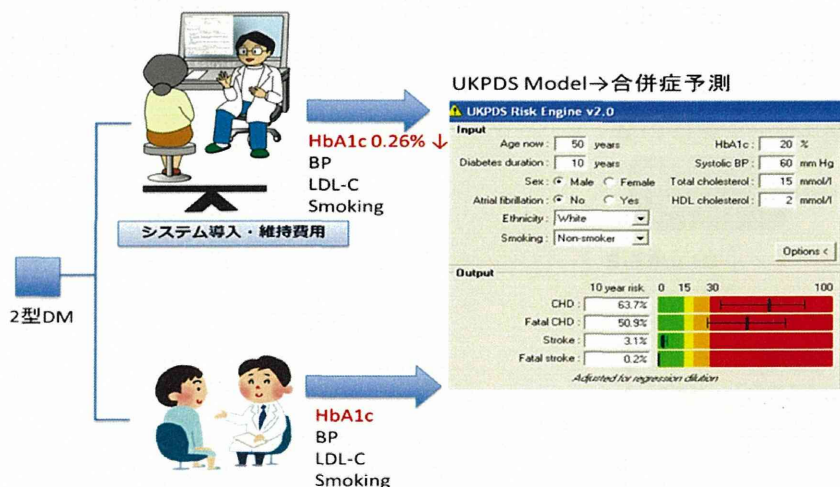 UKPDS Model→合併症予測
HbA1c 0.26% ↓
BP
LDL-C
Smoking
システム導入・維持費用
2型DM
HbA1c
BP
LDL-C
Smoking
UKPDS Risk Engine v2.0
Input
Age now : 50 years HbA1c : 20 %
Diabetes duration : 10 years Systolic BP : 60 mm Hg
Sex : Male Female Total cholesterol : 15 mmol/l
Atrial fibrillation : No Yes HDL cholesterol : 2 mmol/l
Ethnicity : White
Smoking : Non-smoker
Options <
Output
10 year risk 0 15 30 100
CHD : 63.7%
Fatal CHD : 50.9%
Stroke : 3.1%
Fatal stroke : 0.2%
Adjusted for regression dilution